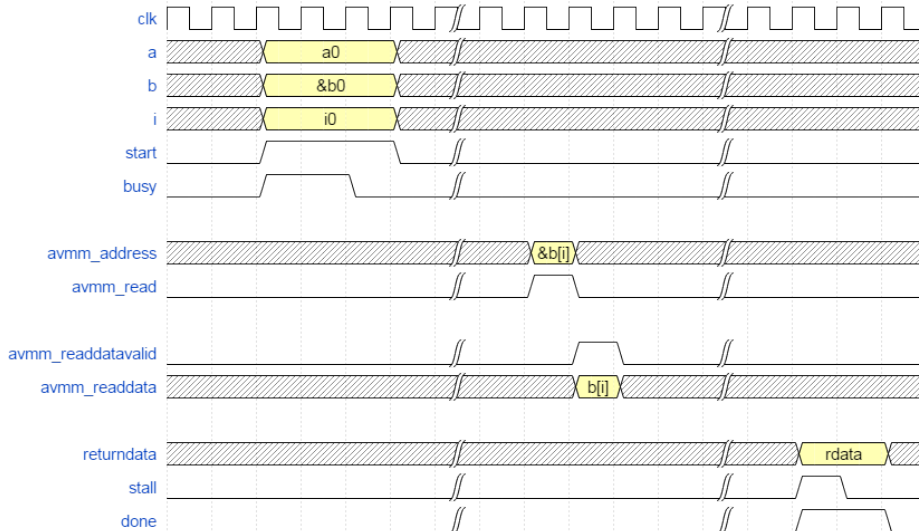 clk
a a0
b &b0
i i0
start
busy
avmm_address &b[i]
avmm_read
avmm_readdatavalid
avmm_readdata b[i]
returndata rdata
stall
done